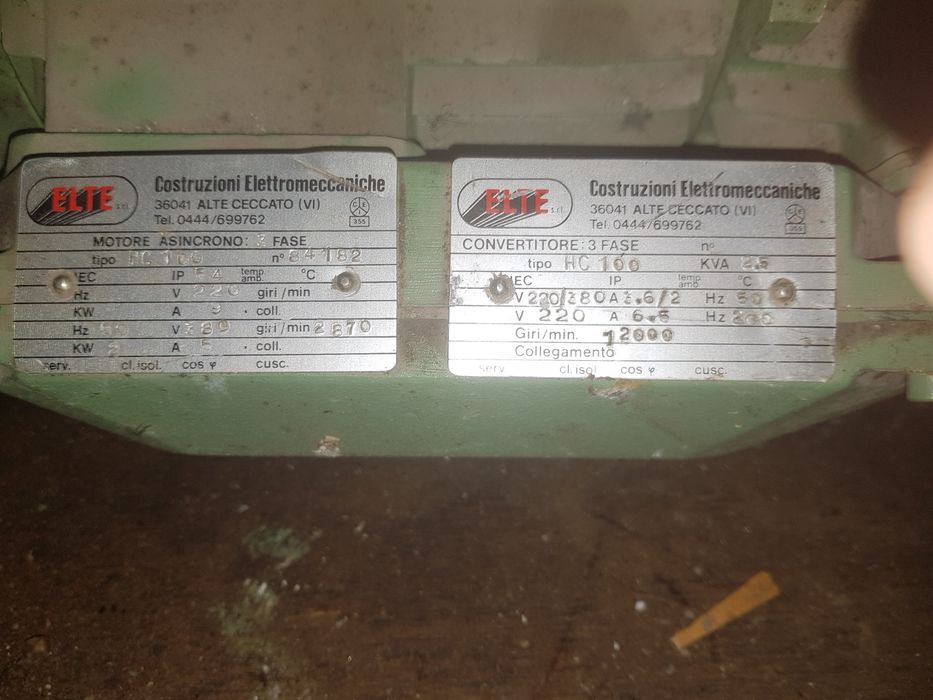 ELTE s.r.l. Costruzioni Elettromeccaniche
36041 ALTE CECCATO (VI)
Tel. 0444/699762
MOTORE ASINCRONO: 3 FASE
tipo HC 100 n° 84182
IEC IP 54 temp. amb. °C
Hz V 220 giri/min
KW A 9 . coll.
Hz 50 V 380 giri/min 2870
KW 2 A 5 . coll.
serv. cl. isol. cos φ cusc.
ELTE s.r.l. Costruzioni Elettromeccaniche
36041 ALTE CECCATO (VI)
Tel. 0444/699762
CONVERTITORE: 3 FASE n°
tipo HC 100 KVA 2.5
IEC IP temp. amb. °C
V 220/380 A 3.6/2 Hz 50
V 220 A 6.5 Hz 200
Giri/min. 12000
Collegamento
serv. cl. isol. cos φ cusc.